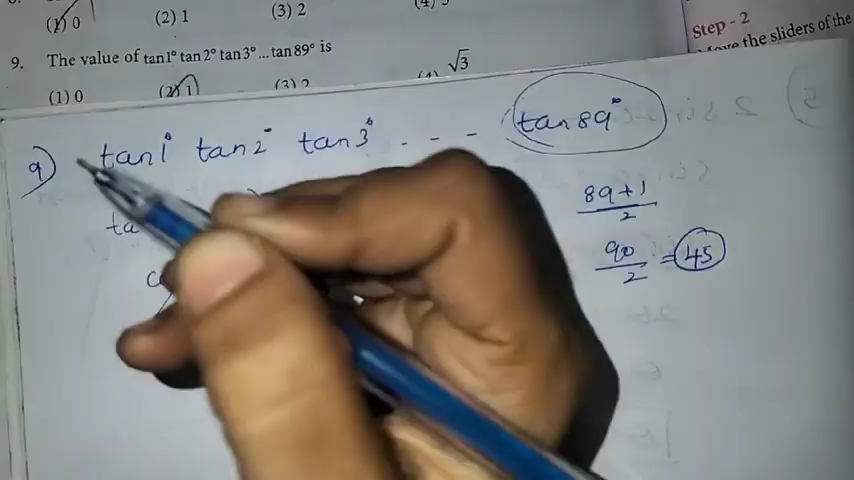 (1) 0 (2) 1 (3) 2
Step - 2
Move the sliders of the
9. The value of tan1° tan2° tan3° ... tan89° is
(1) 0 (2) 1 (3) 2 (4) √3
9) tan1° tan2° tan3° - - - tan89°
89+1
2
90
2 = 45